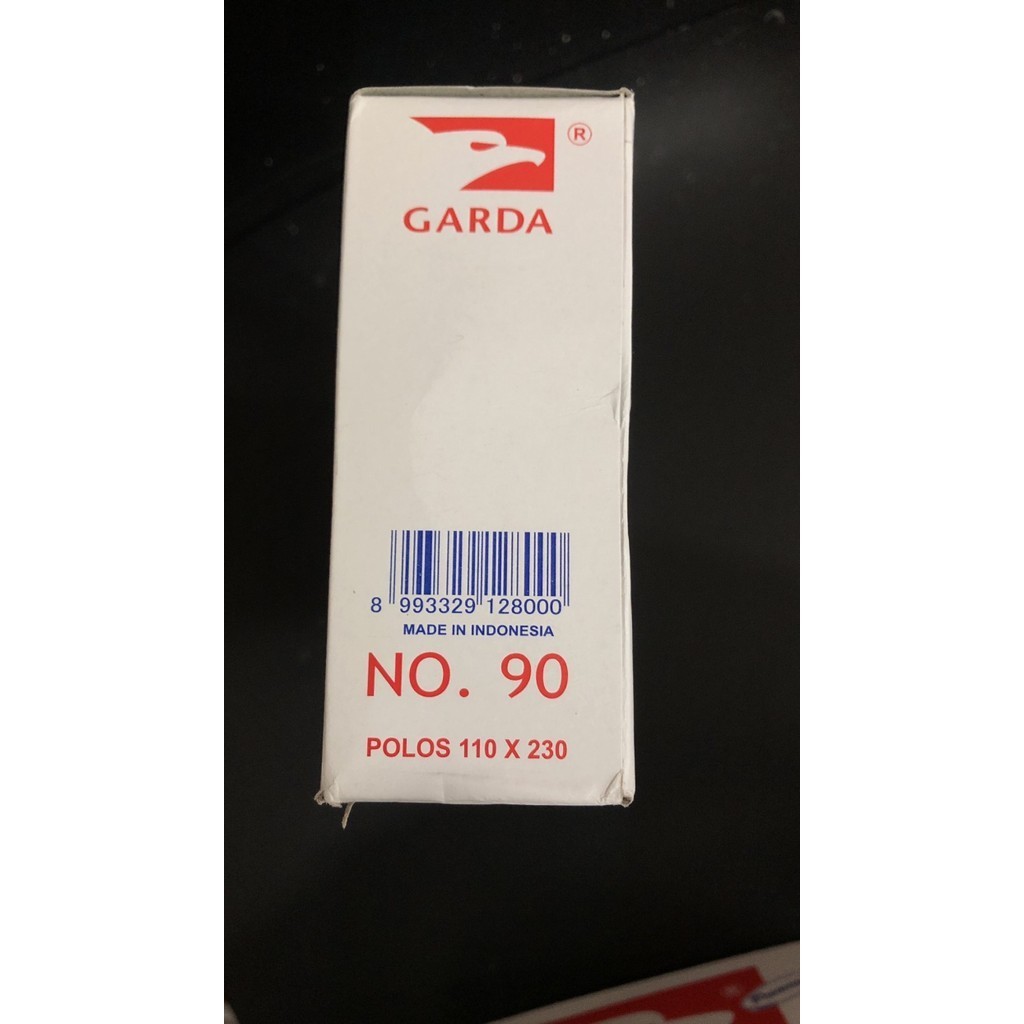 ®
GARDA
8 993329 128000
MADE IN INDONESIA
NO. 90
POLOS 110 X 230
®